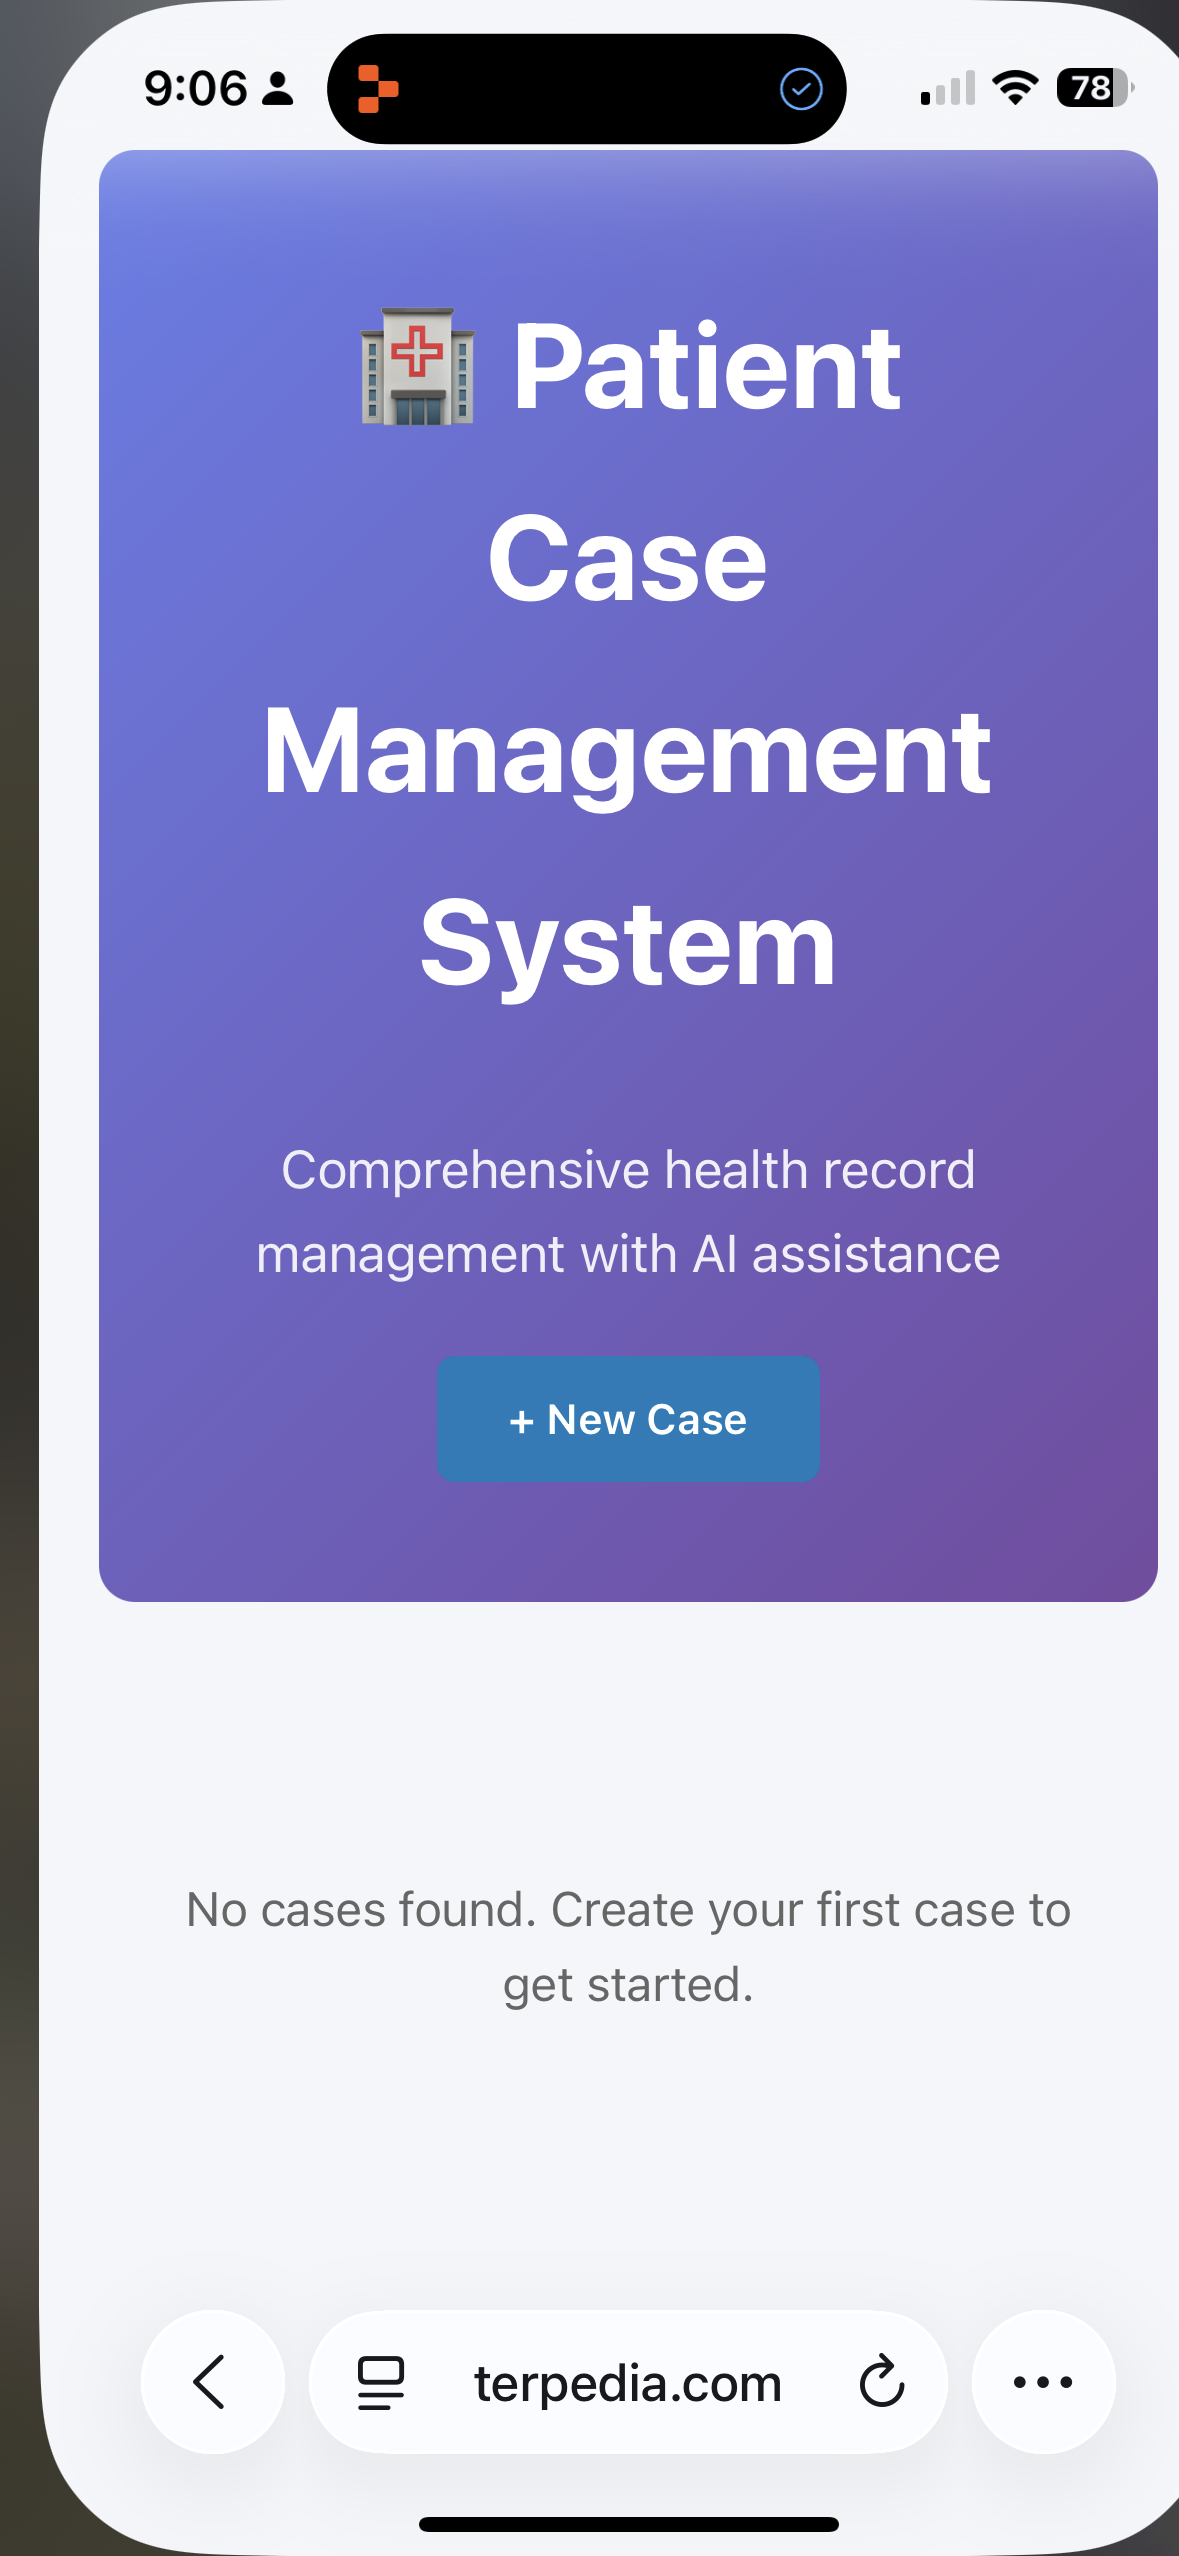 9:06
78
Patient
Case
Management
System
Comprehensive health record
management with AI assistance
+ New Case
No cases found. Create your first case to
get started.
terpedia.com